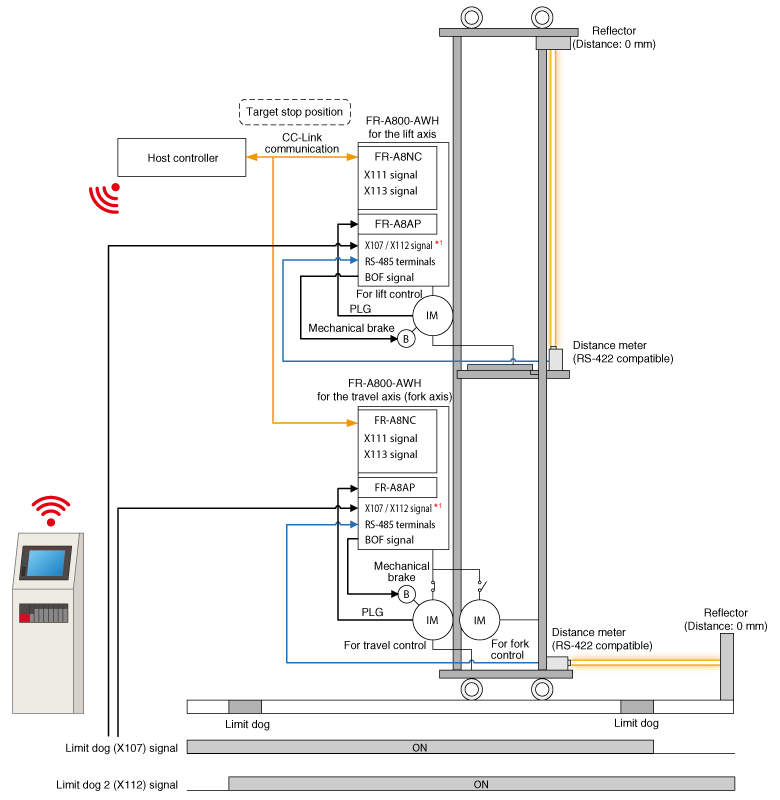 Reflector
(Distance: 0 mm)
Target stop position
FR-A800-AWH
for the lift axis
CC-Link
communication
Host controller
FR-A8NC
X111 signal
X113 signal
FR-A8AP
X107 / X112 signal *1
RS-485 terminals
BOF signal
For lift control
PLG
IM
Mechanical brake
B
Distance meter
(RS-422 compatible)
FR-A800-AWH
for the travel axis (fork axis)
FR-A8NC
X111 signal
X113 signal
FR-A8AP
X107 / X112 signal *1
RS-485 terminals
BOF signal
Mechanical
brake
B
PLG
IM
IM
For travel control
For fork
control
Distance meter
(RS-422 compatible)
Reflector
(Distance: 0 mm)
Limit dog
Limit dog
Limit dog (X107) signal
ON
Limit dog 2 (X112) signal
ON